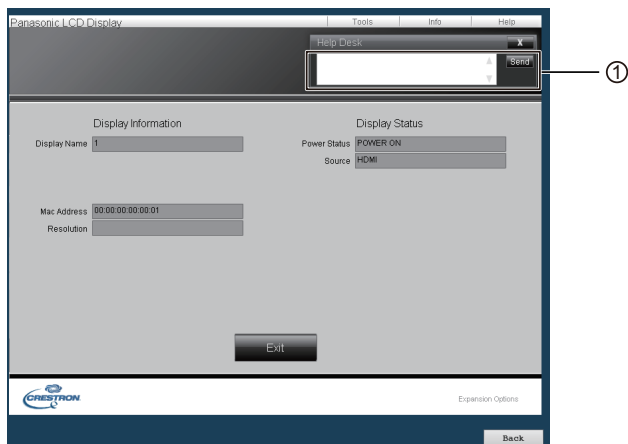 Panasonic LCD Display
Tools
Info
Help
Help Desk
X
Send
①
Display Information
Display Status
Display Name 1
Power Status POWER ON
Source HDMI
Mac Address 00:00:00:00:00:01
Resolution
Exit
CRESTRON
Expansion Options
Back